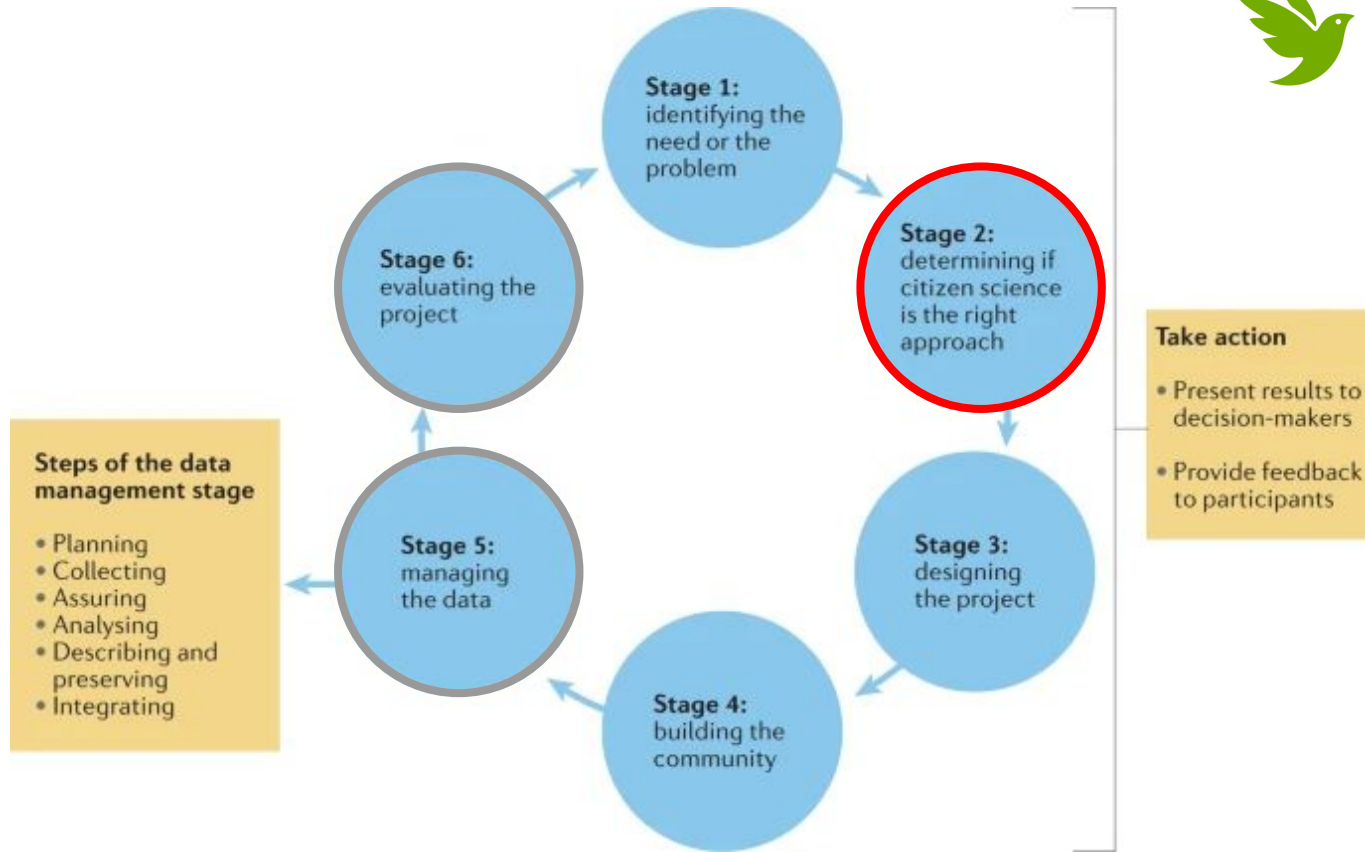 Stage 1:
identifying the
need or the
problem
Stage 2:
determining if
citizen science
is the right
approach
Stage 3:
designing
the project
Stage 4:
building the
community
Stage 5:
managing
the data
Stage 6:
evaluating the
project
Steps of the data
management stage
• Planning
• Collecting
• Assuring
• Analysing
• Describing and
preserving
• Integrating
Take action
• Present results to
decision-makers
• Provide feedback
to participants